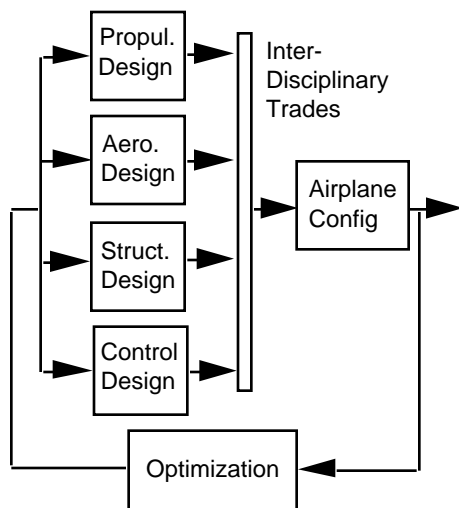 Propul.
Design
Inter-
Disciplinary
Trades
Aero.
Design
Airplane
Config
Struct.
Design
Control
Design
Optimization